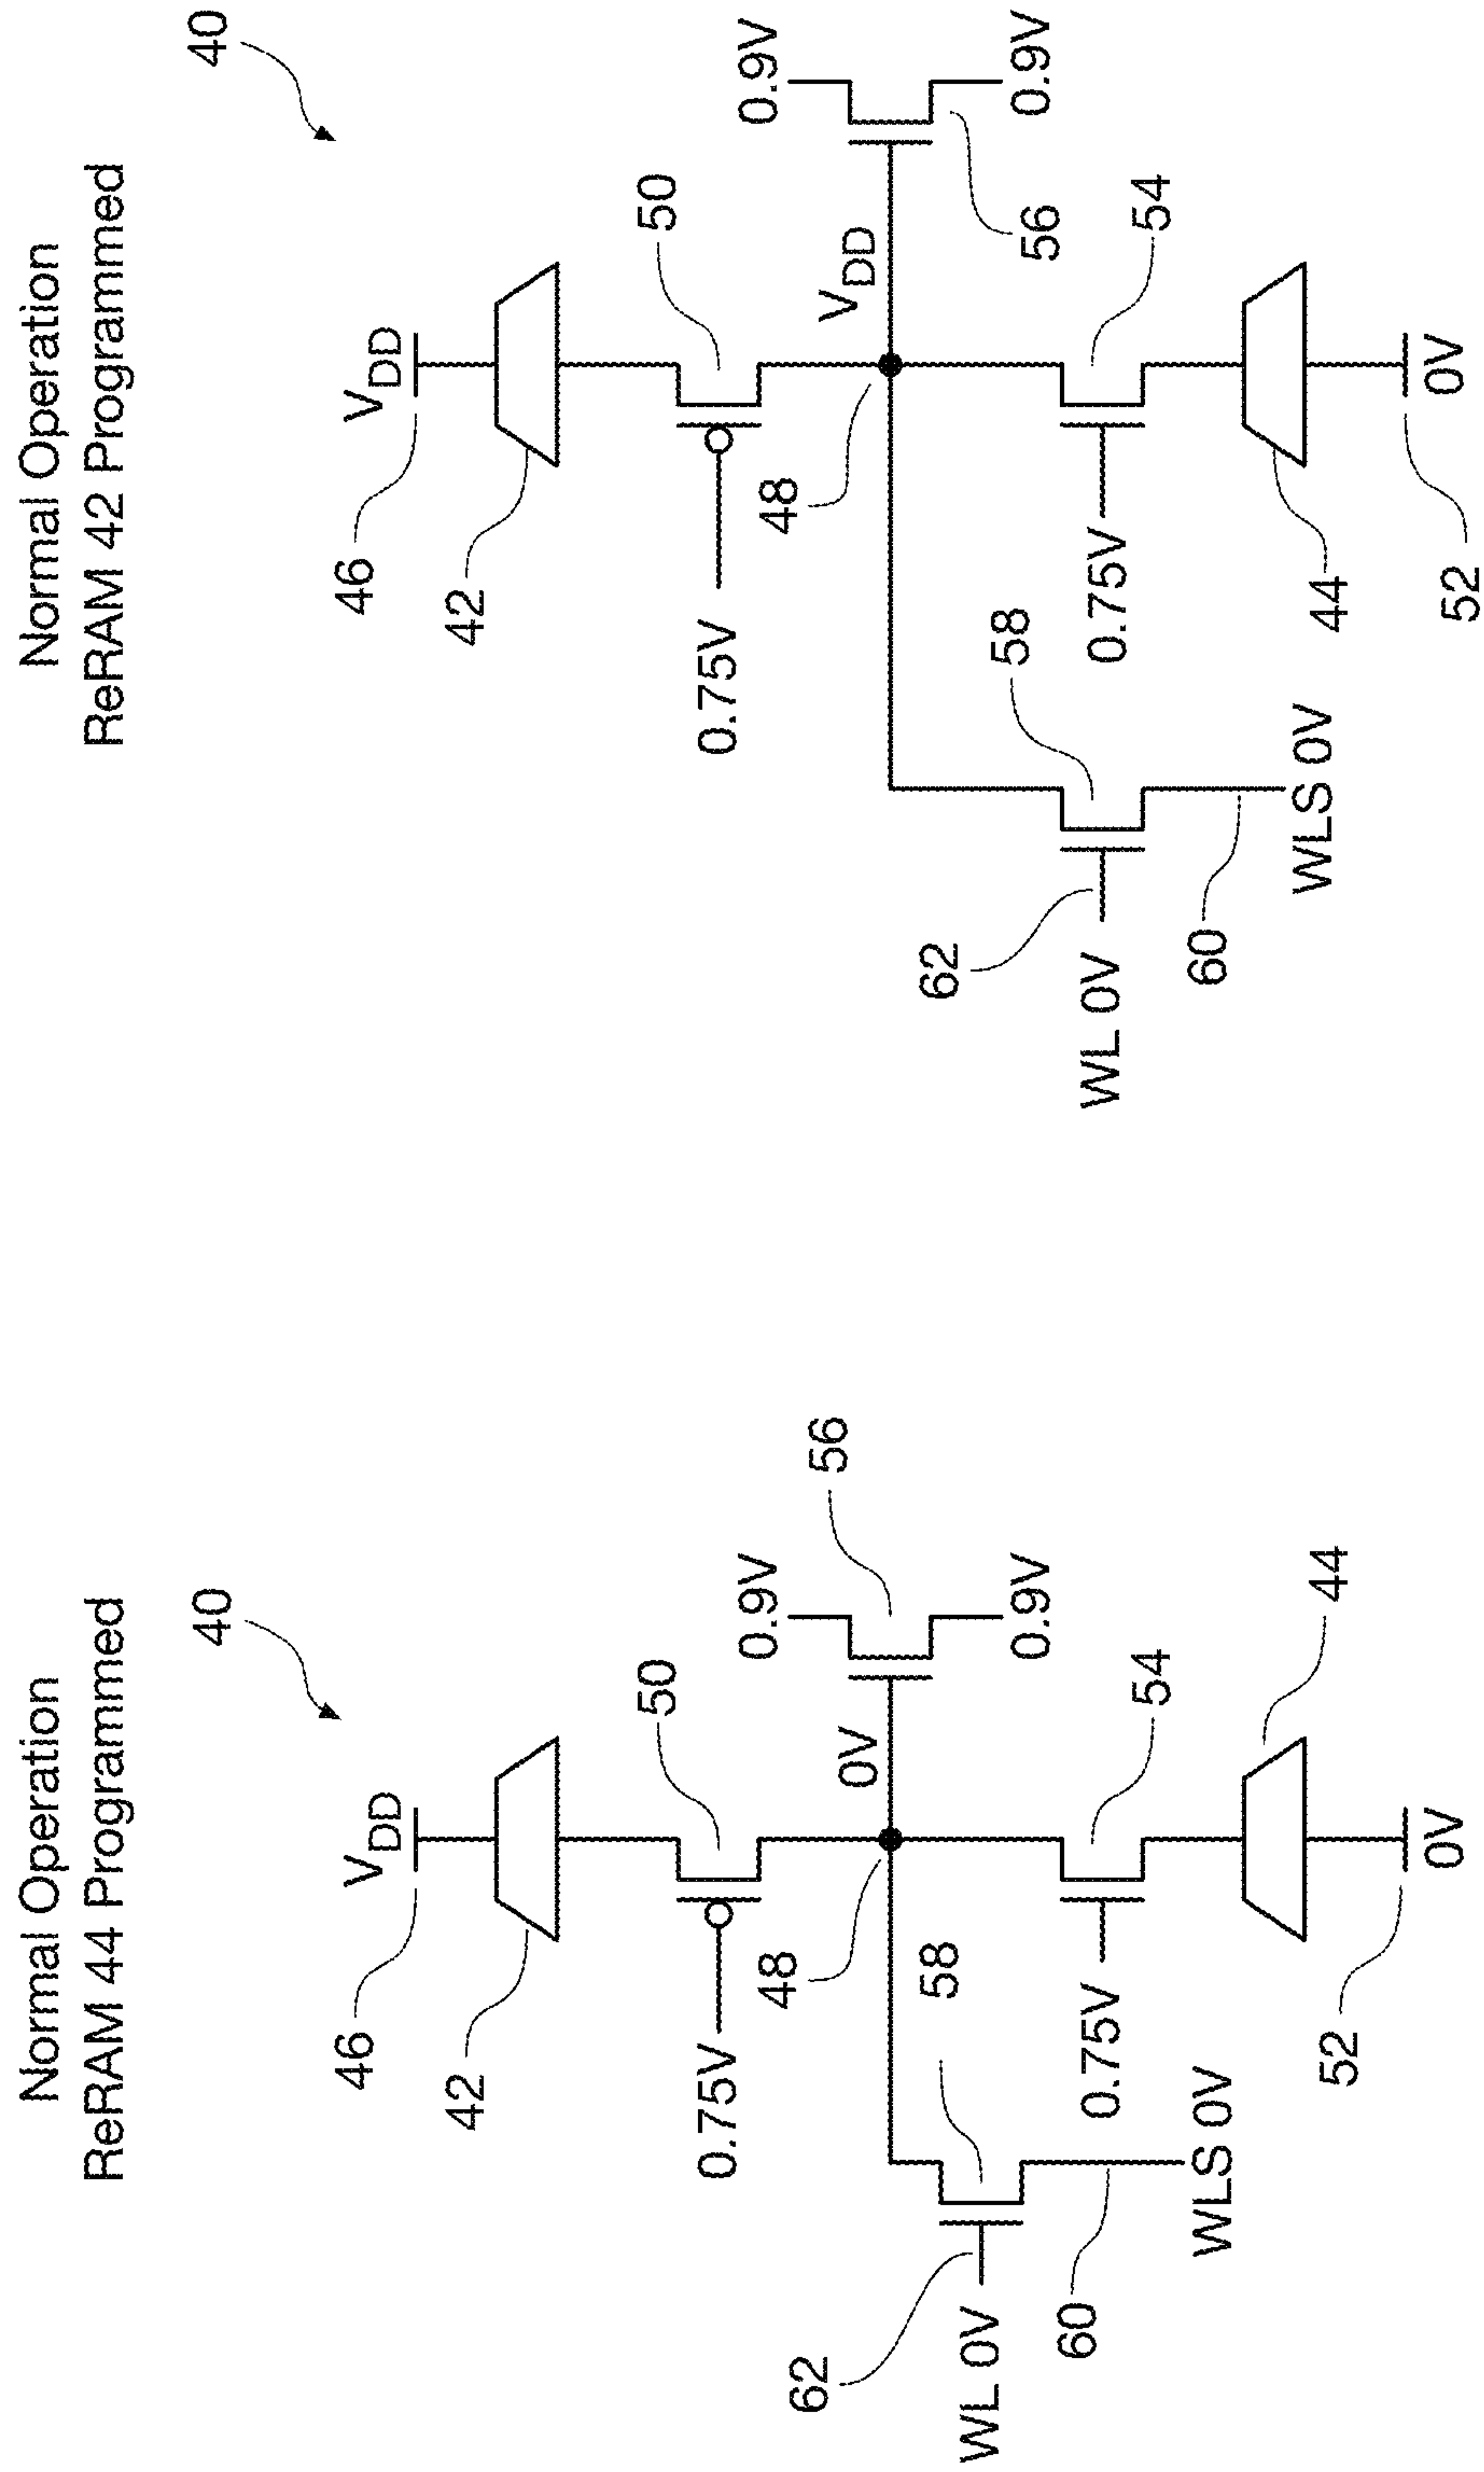 Normal Operation
ReRAM 44 Programmed
40
V_DD
46
42
50
0.75V
0.9V
56
48
0V
58
62
WL 0V
0.9V
60
0.75V
54
WLS 0V
44
52
0V
Normal Operation
ReRAM 42 Programmed
40
V_DD
46
42
50
0.75V
0.9V
48
V_DD
58
56
0.9V
62
WL 0V
0.75V
54
60
WLS 0V
44
52
0V